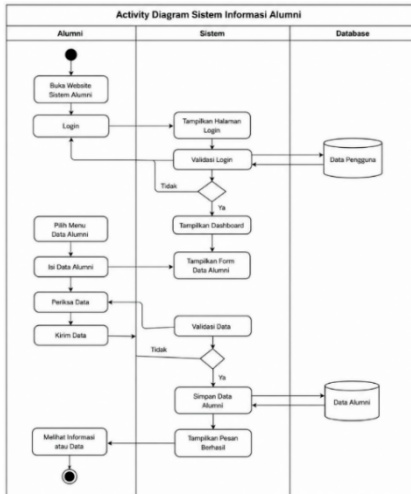 Activity Diagram Sistem Informasi Alumni
Alumni
Sistem
Database
Buka Website
Sistem Alumni
Login
Tampilkan Halaman
Login
Validasi Login
Data Pengguna
Tidak
Ya
Pilih Menu
Data Alumni
Tampilkan Dashboard
Isi Data Alumni
Tampilkan Form
Data Alumni
Periksa Data
Kirim Data
Validasi Data
Tidak
Ya
Simpan Data
Alumni
Data Alumni
Melihat Informasi
atau Data
Tampilkan Pesan
Berhasil